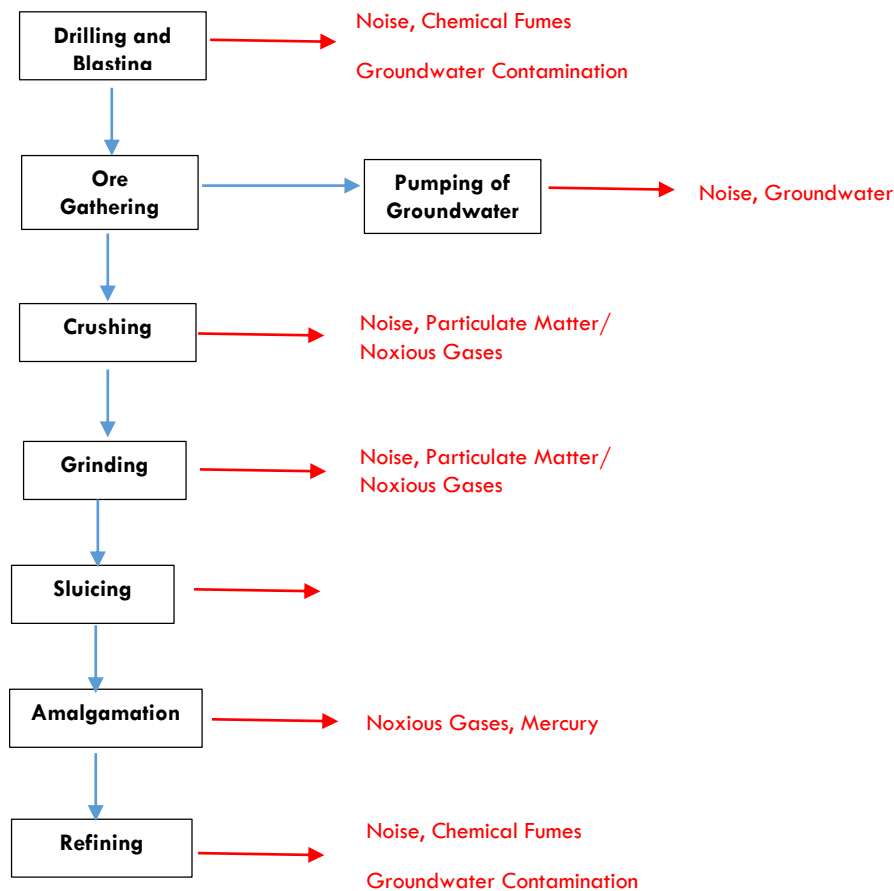 Drilling and
Blasting
Noise, Chemical Fumes
Groundwater Contamination
Ore
Gathering
Pumping of
Groundwater
Noise, Groundwater
Crushing
Noise, Particulate Matter/
Noxious Gases
Grinding
Noise, Particulate Matter/
Noxious Gases
Sluicing
Amalgamation
Noxious Gases, Mercury
Refining
Noise, Chemical Fumes
Groundwater Contamination